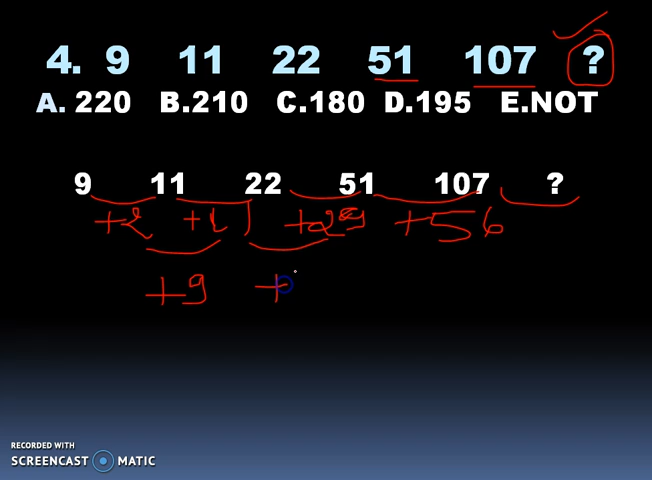 4. 9 11 22 51 107 ?
A. 220 B.210 C.180 D.195 E.NOT
9 11 22 51 107 ?
+2 +11 +29 +56
+9 +
RECORDED WITH
SCREENCAST MATIC